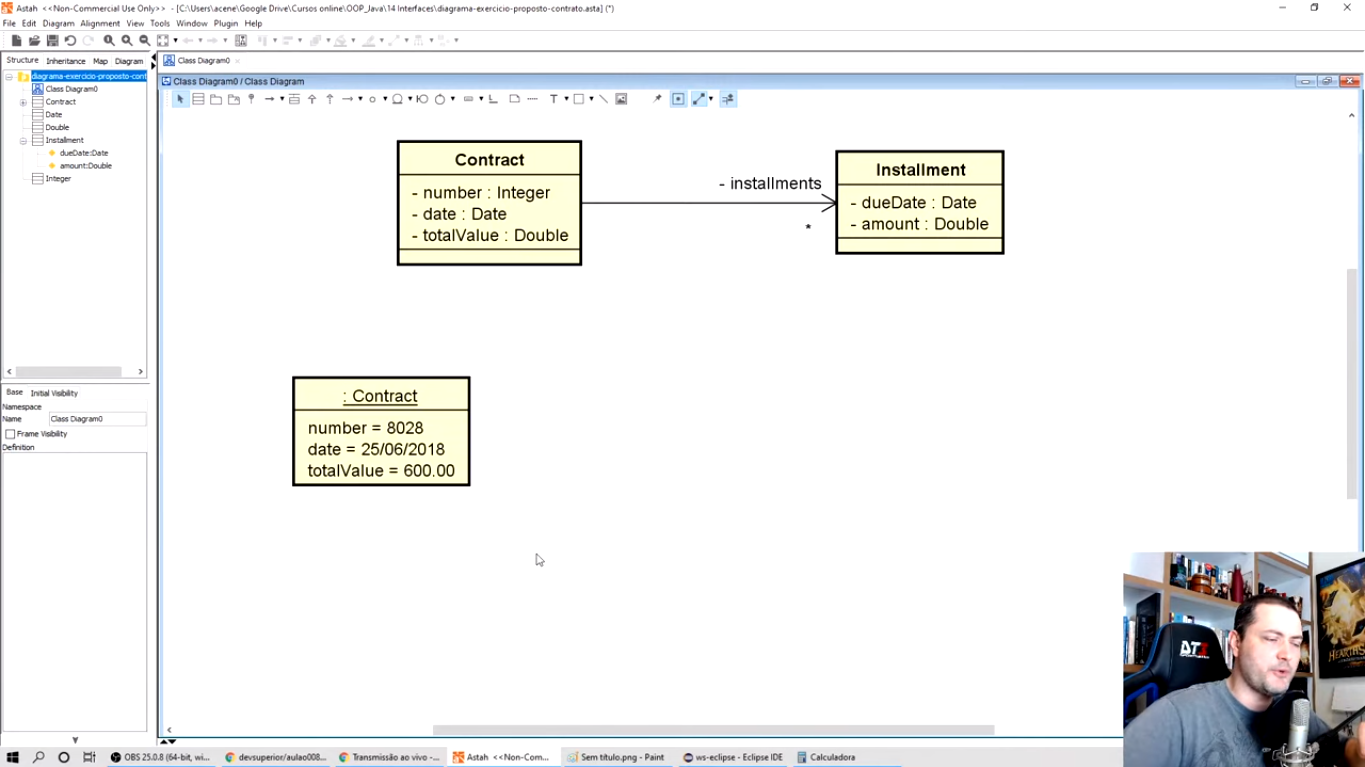 Astah <<Non-Commercial Use Only>> - [C:\Users\acene\Google Drive\Cursos online\OOP_Java\14 Interfaces\diagrama-exercicio-proposto-contrato.asta] (*)
File Edit Diagram Alignment View Tools Window Plugin Help
Structure Inheritance Map Diagram
Class Diagram0
diagrama-exercicio-proposto-cont
Class Diagram0 / Class Diagram
Class Diagram0
Contract
Date
Double
Installment
dueDate:Date
amount:Double
Integer
Contract
- number : Integer
- date : Date
- totalValue : Double
- installments
*
Installment
- dueDate : Date
- amount : Double
: Contract
number = 8028
date = 25/06/2018
totalValue = 600.00
Base Initial Visibility
Namespace
Name Class Diagram0
Frame Visibility
Definition
DT3
HEARTHS
OBS 25.0.8 (64-bit, wi... devsuperior/aulao008... Transmissão ao vivo -... Astah <<Non-Com... Sem título.png - Paint ws-eclipse - Eclipse IDE Calculadora